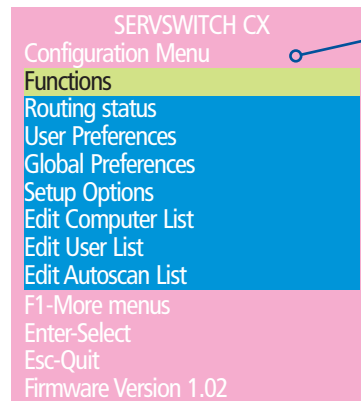 SERVSWITCH CX
Configuration Menu
Functions
Routing status
User Preferences
Global Preferences
Setup Options
Edit Computer List
Edit User List
Edit Autoscan List
F1-More menus
Enter-Select
Esc-Quit
Firmware Version 1.02